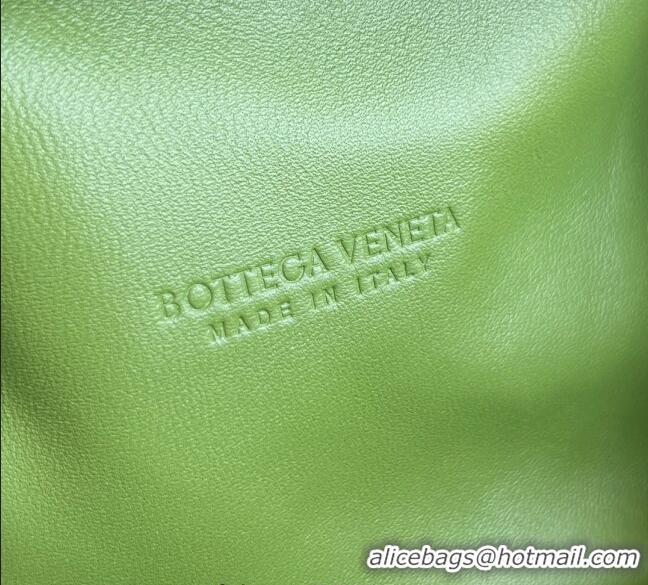 BOTTEGA VENETA
MADE IN ITALY
alicebags@hotmail.com